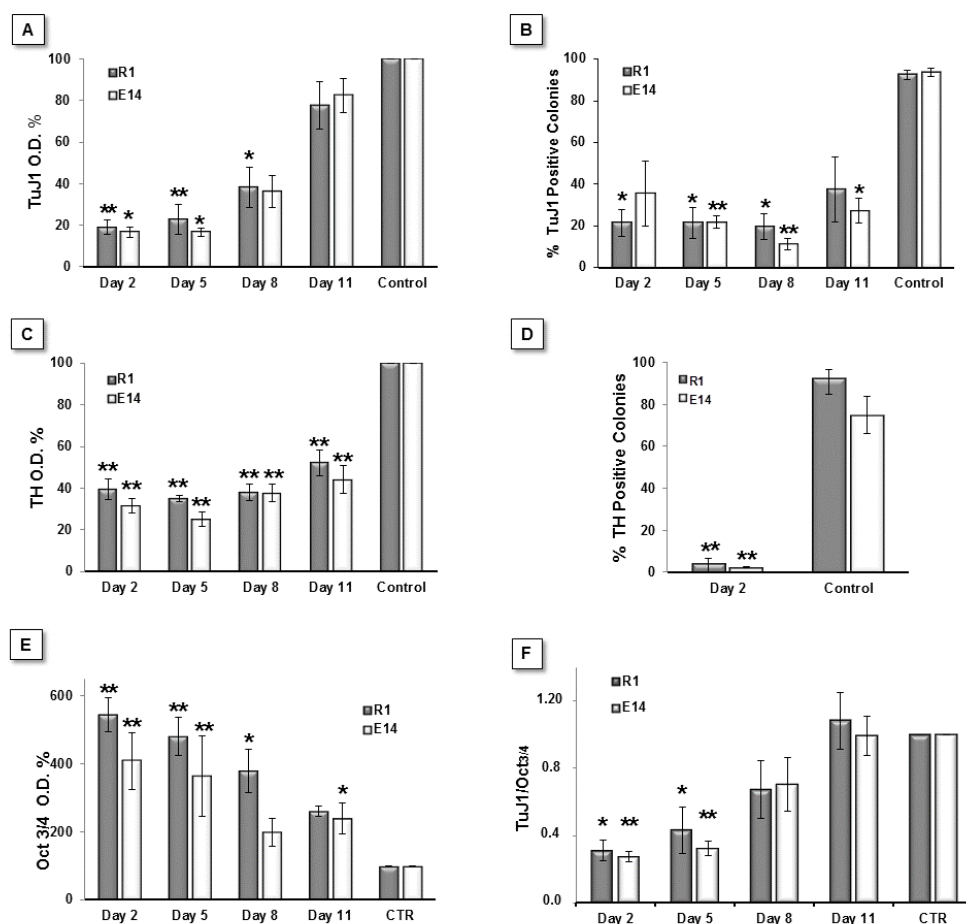 A
TuJ1 O.D. %
100
80
60
40
20
0
R1
E14
** *
** *
*
Day 2 Day 5 Day 8 Day 11 Control
B
% TuJ1 Positive Colonies
100
80
60
40
20
0
R1
E14
*
* **
* **
*
Day 2 Day 5 Day 8 Day 11 Control
C
TH O.D. %
100
80
60
40
20
0
R1
E14
** **
** **
** **
** **
Day 2 Day 5 Day 8 Day 11 Control
D
% TH Positive Colonies
100
80
60
40
20
0
R1
E14
** **
Day 2 Control
E
Oct 3/4 O.D. %
600
400
200
0
R1
E14
** **
** **
*
*
Day 2 Day 5 Day 8 Day 11 CTR
F
TuJ1/Oct3/4
1.20
0.8
0.4
0.0
R1
E14
* **
* **
Day 2 Day 5 Day 8 Day 11 CTR